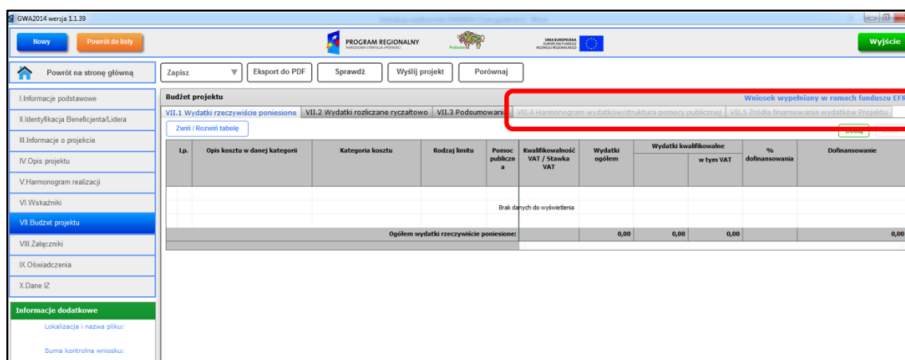 GWA2014 wersja 1.1.39
Nowy
Powrót do listy
PROGRAM REGIONALNY
UNIA EUROPEJSKA
Wyjście
Powrót na stronę główną
Zapisz
Eksport do PDF
Sprawdź
Wyślij projekt
Porównaj
I.Informacje podstawowe
II.Identyfikacja Beneficjenta/Lidera
III.Informacja o projekcie
IV.Opis projektu
V.Harmonogram realizacji
VI.Wskaźniki
VII.Budżet projektu
VIII.Załączniki
IX.Oświadczenia
X.Dane IZ
Informacje dodatkowe
Lokalizacja i nazwa pliku:
Suma kontrolna wniosku:
Budżet projektu
Wniosek wypełniany w ramach funduszu EFR
VII.1 Wydatki rzeczywiście poniesione
VII.2 Wydatki rozliczane ryczałtowo
VII.3 Podsumowanie
VII.4 Harmonogram wydatków/struktura pomocy publicznej
VII.5 Źródła finansowania wydatków Projektu
Zwiń / Rozwiń tabelę
Dodaj
Lp.
Opis kosztu w danej kategorii
Kategoria kosztu
Rodzaj limitu
Pomoc
publiczn
a
Kwalifikowalność
VAT / Stawka
VAT
Wydatki
ogółem
Wydatki kwalifikowalne
w tym VAT
%
dofinansowania
Dofinansowanie
Brak danych do wyświetlenia
Ogółem wydatki rzeczywiście poniesione:
0,00
0,00
0,00
0,00